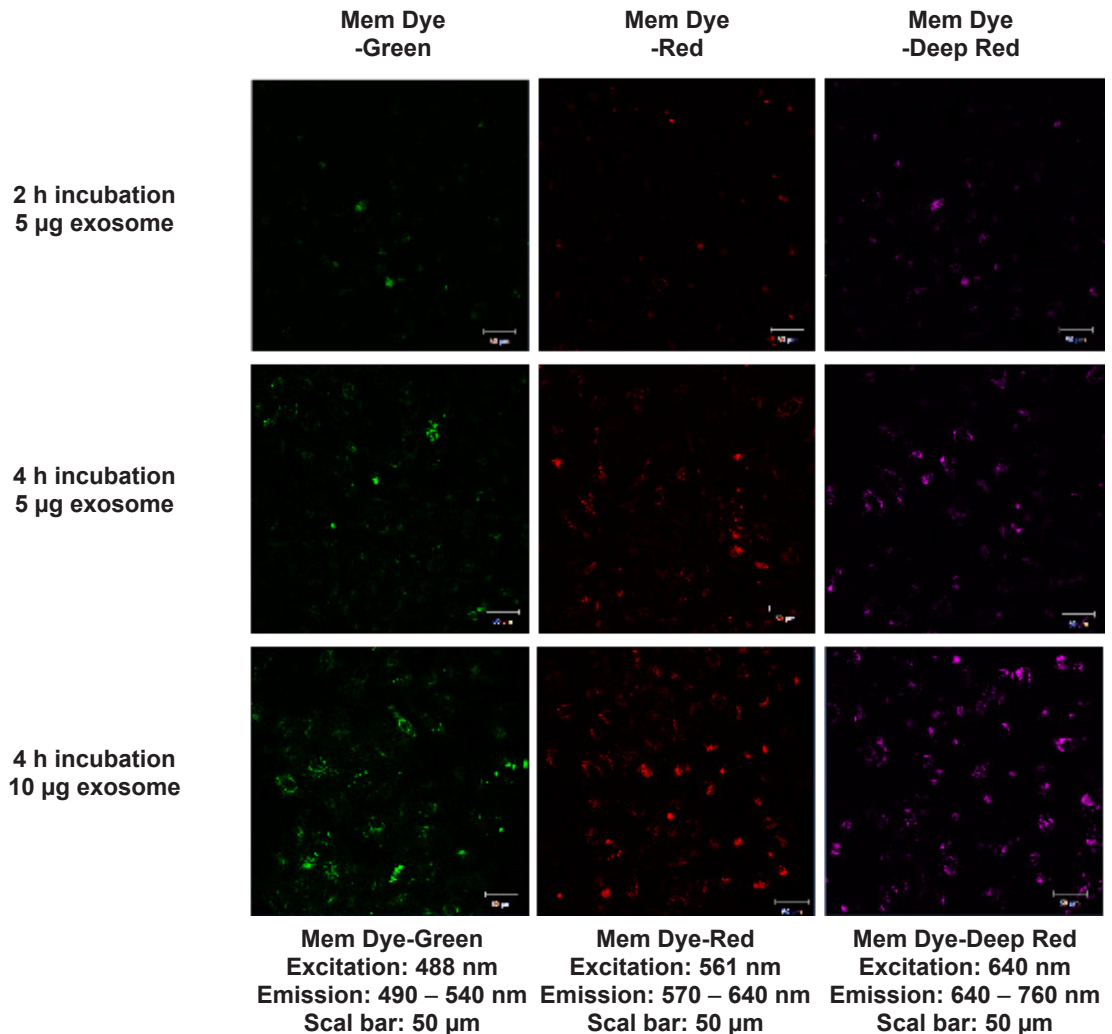 Mem Dye
-Green
Mem Dye
-Red
Mem Dye
-Deep Red
2 h incubation
5 µg exosome
4 h incubation
5 µg exosome
4 h incubation
10 µg exosome
Mem Dye-Green
Excitation: 488 nm
Emission: 490 – 540 nm
Scal bar: 50 µm
Mem Dye-Red
Excitation: 561 nm
Emission: 570 – 640 nm
Scal bar: 50 µm
Mem Dye-Deep Red
Excitation: 640 nm
Emission: 640 – 760 nm
Scal bar: 50 µm